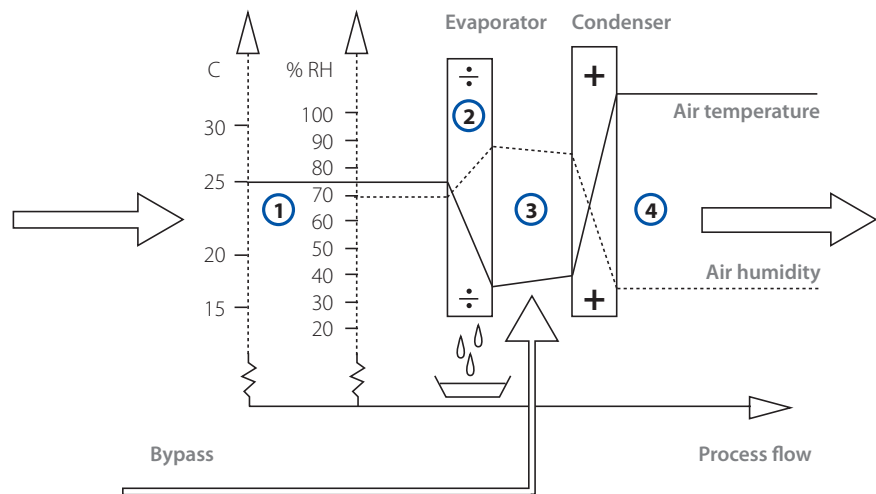 Evaporator Condenser
C % RH
÷ +
2
100
30
90
80
25
70
1 3 4
60
20
50
40
÷ +
15
30
20
Air temperature
Air humidity
Bypass Process flow